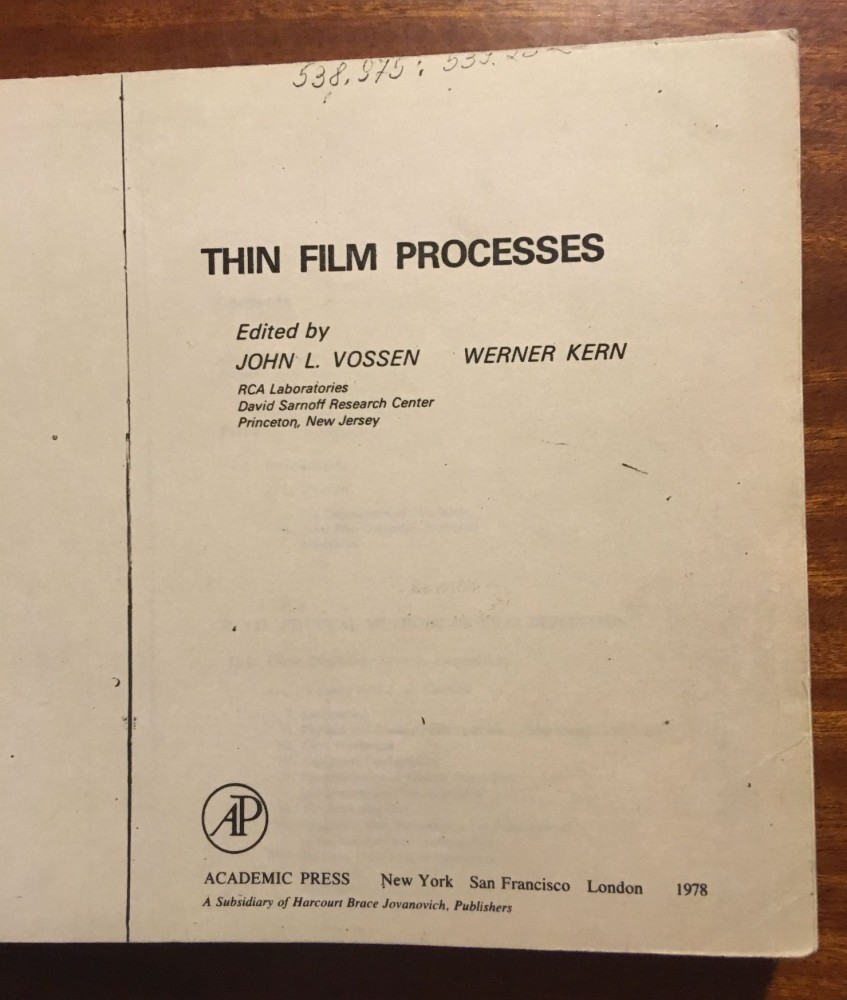 538.975:
THIN FILM PROCESSES
Edited by
JOHN L. VOSSEN WERNER KERN
RCA Laboratories
David Sarnoff Research Center
Princeton, New Jersey
AP
ACADEMIC PRESS New York San Francisco London 1978
A Subsidiary of Harcourt Brace Jovanovich, Publishers